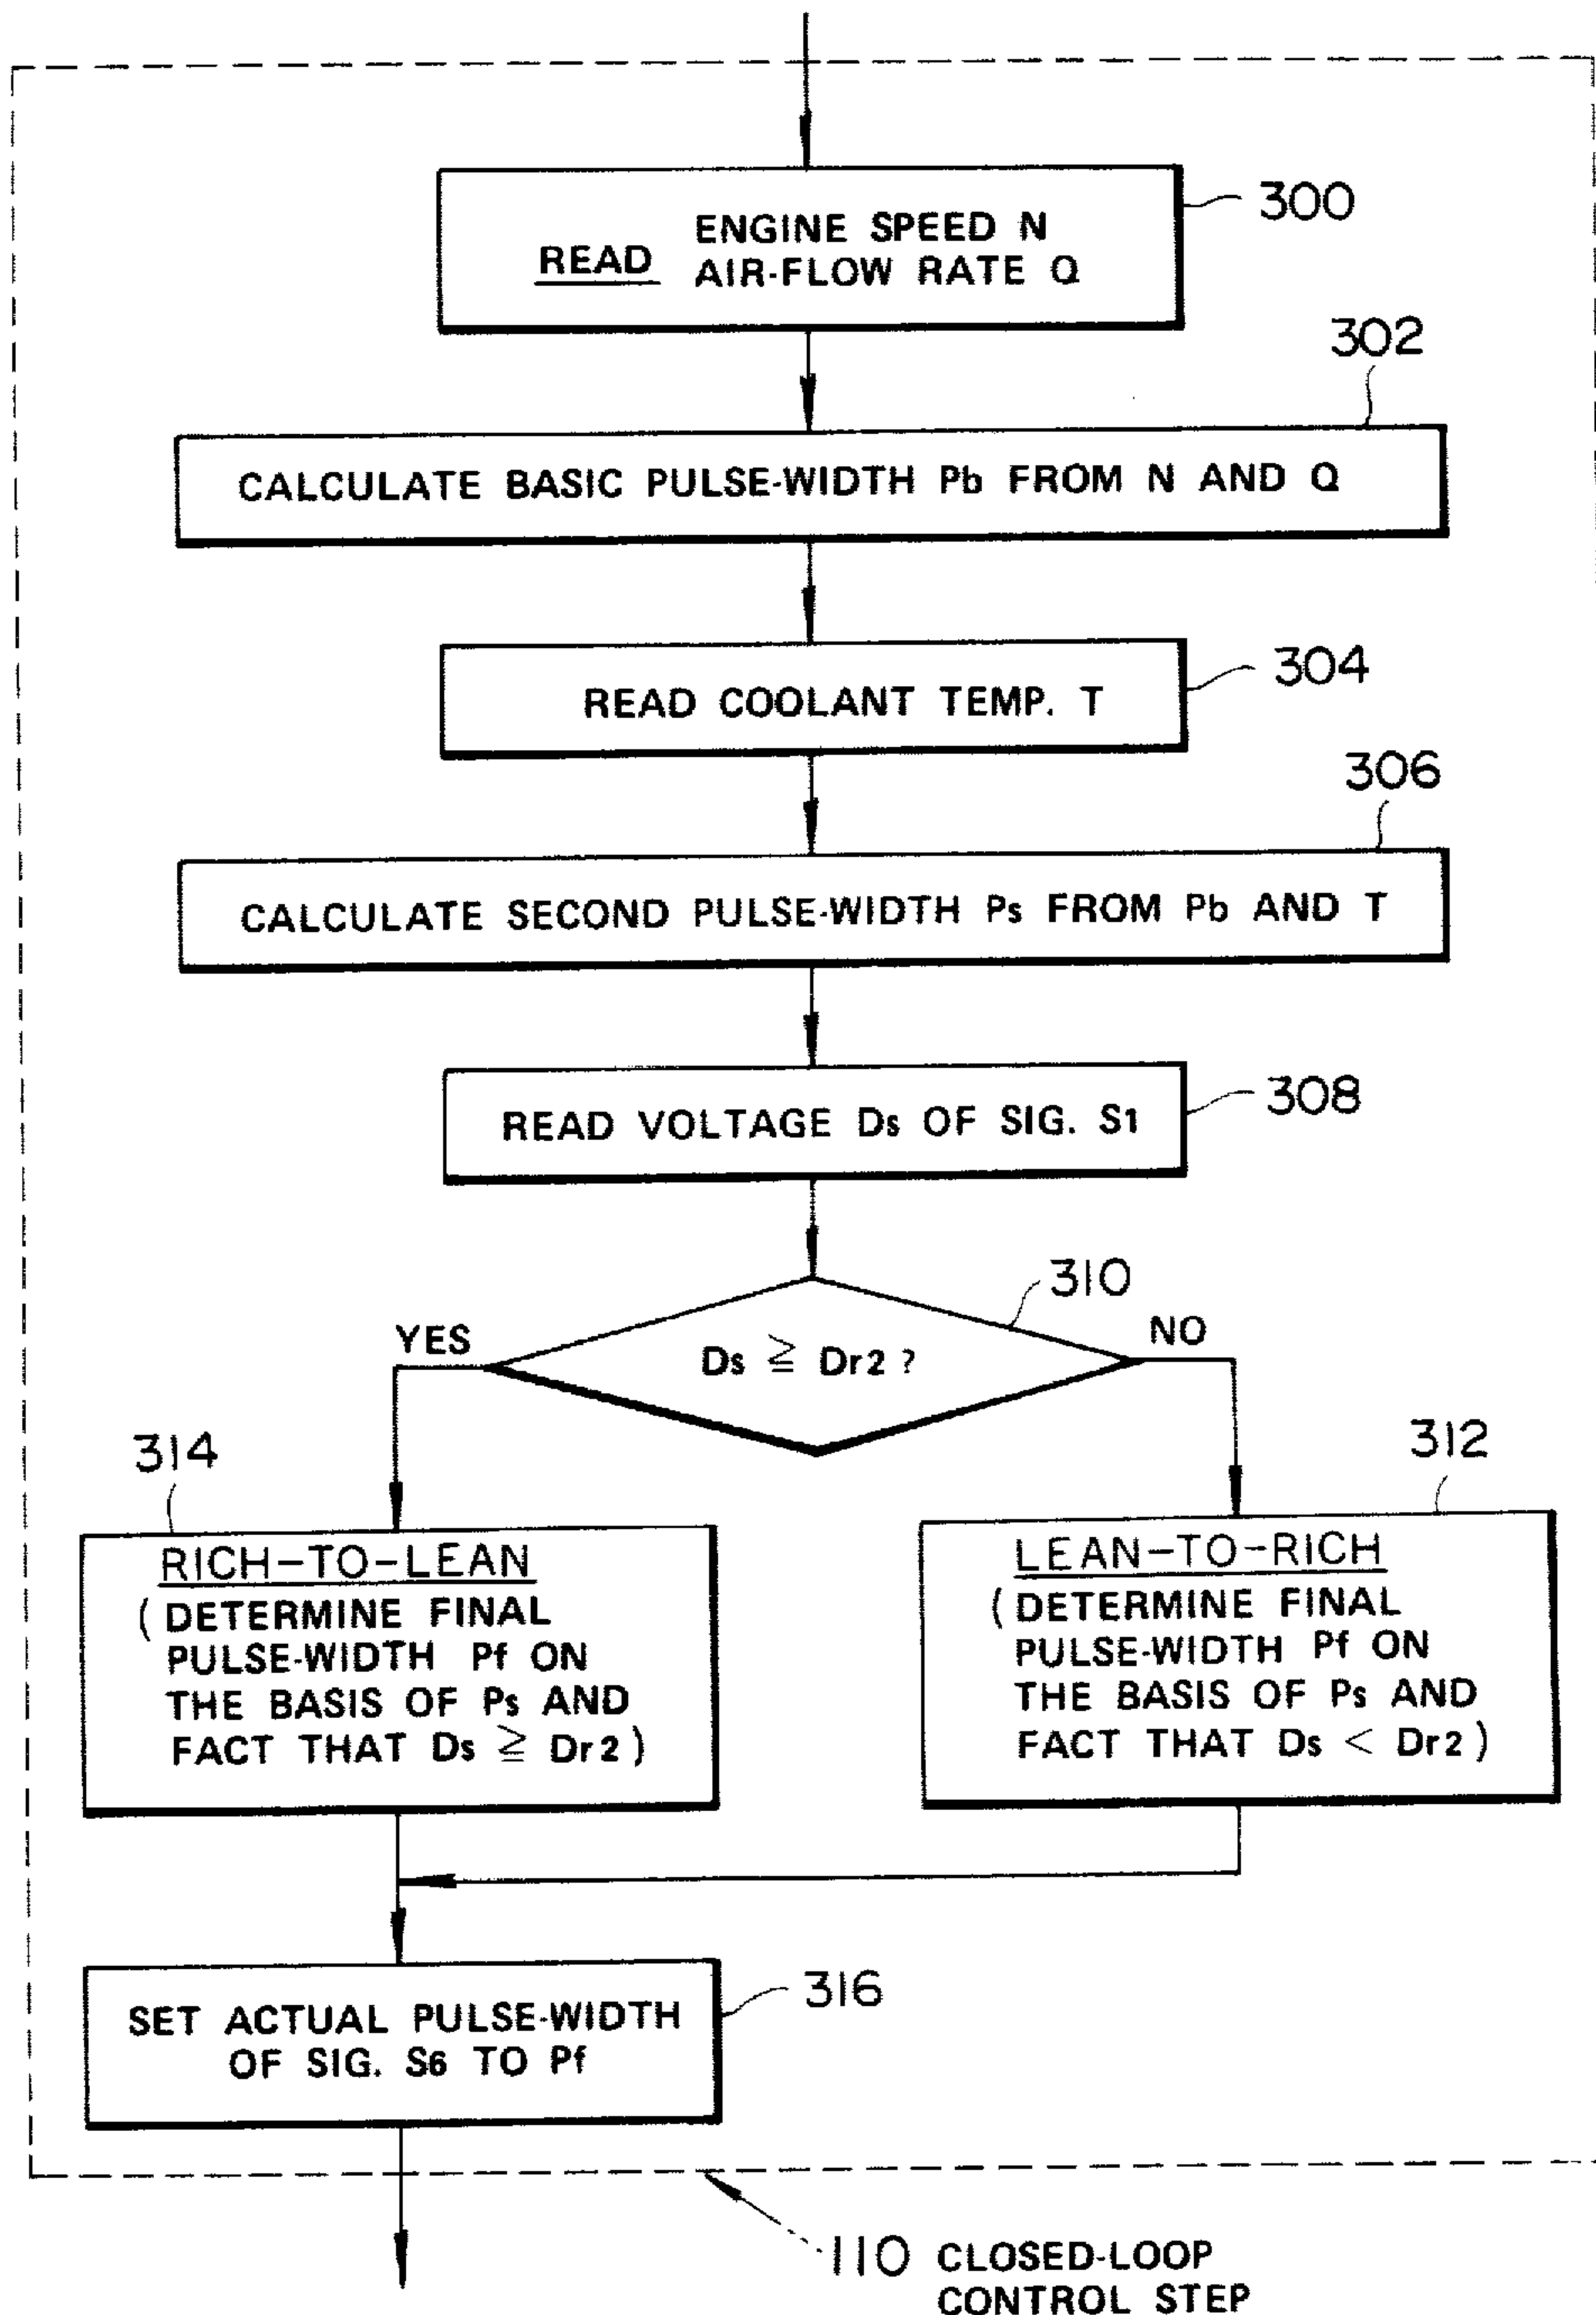 300
ENGINE SPEED N
READ AIR-FLOW RATE Q
302
CALCULATE BASIC PULSE-WIDTH Pb FROM N AND Q
304
READ COOLANT TEMP. T
306
CALCULATE SECOND PULSE-WIDTH Ps FROM Pb AND T
308
READ VOLTAGE Ds OF SIG. S1
310
YES
NO
Ds ≧ Dr2 ?
314
RICH-TO-LEAN
(DETERMINE FINAL
PULSE-WIDTH Pf ON
THE BASIS OF Ps AND
FACT THAT Ds ≧ Dr2)
312
LEAN-TO-RICH
(DETERMINE FINAL
PULSE-WIDTH Pf ON
THE BASIS OF Ps AND
FACT THAT Ds < Dr2)
316
SET ACTUAL PULSE-WIDTH
OF SIG. S6 TO Pf
110 CLOSED-LOOP
CONTROL STEP